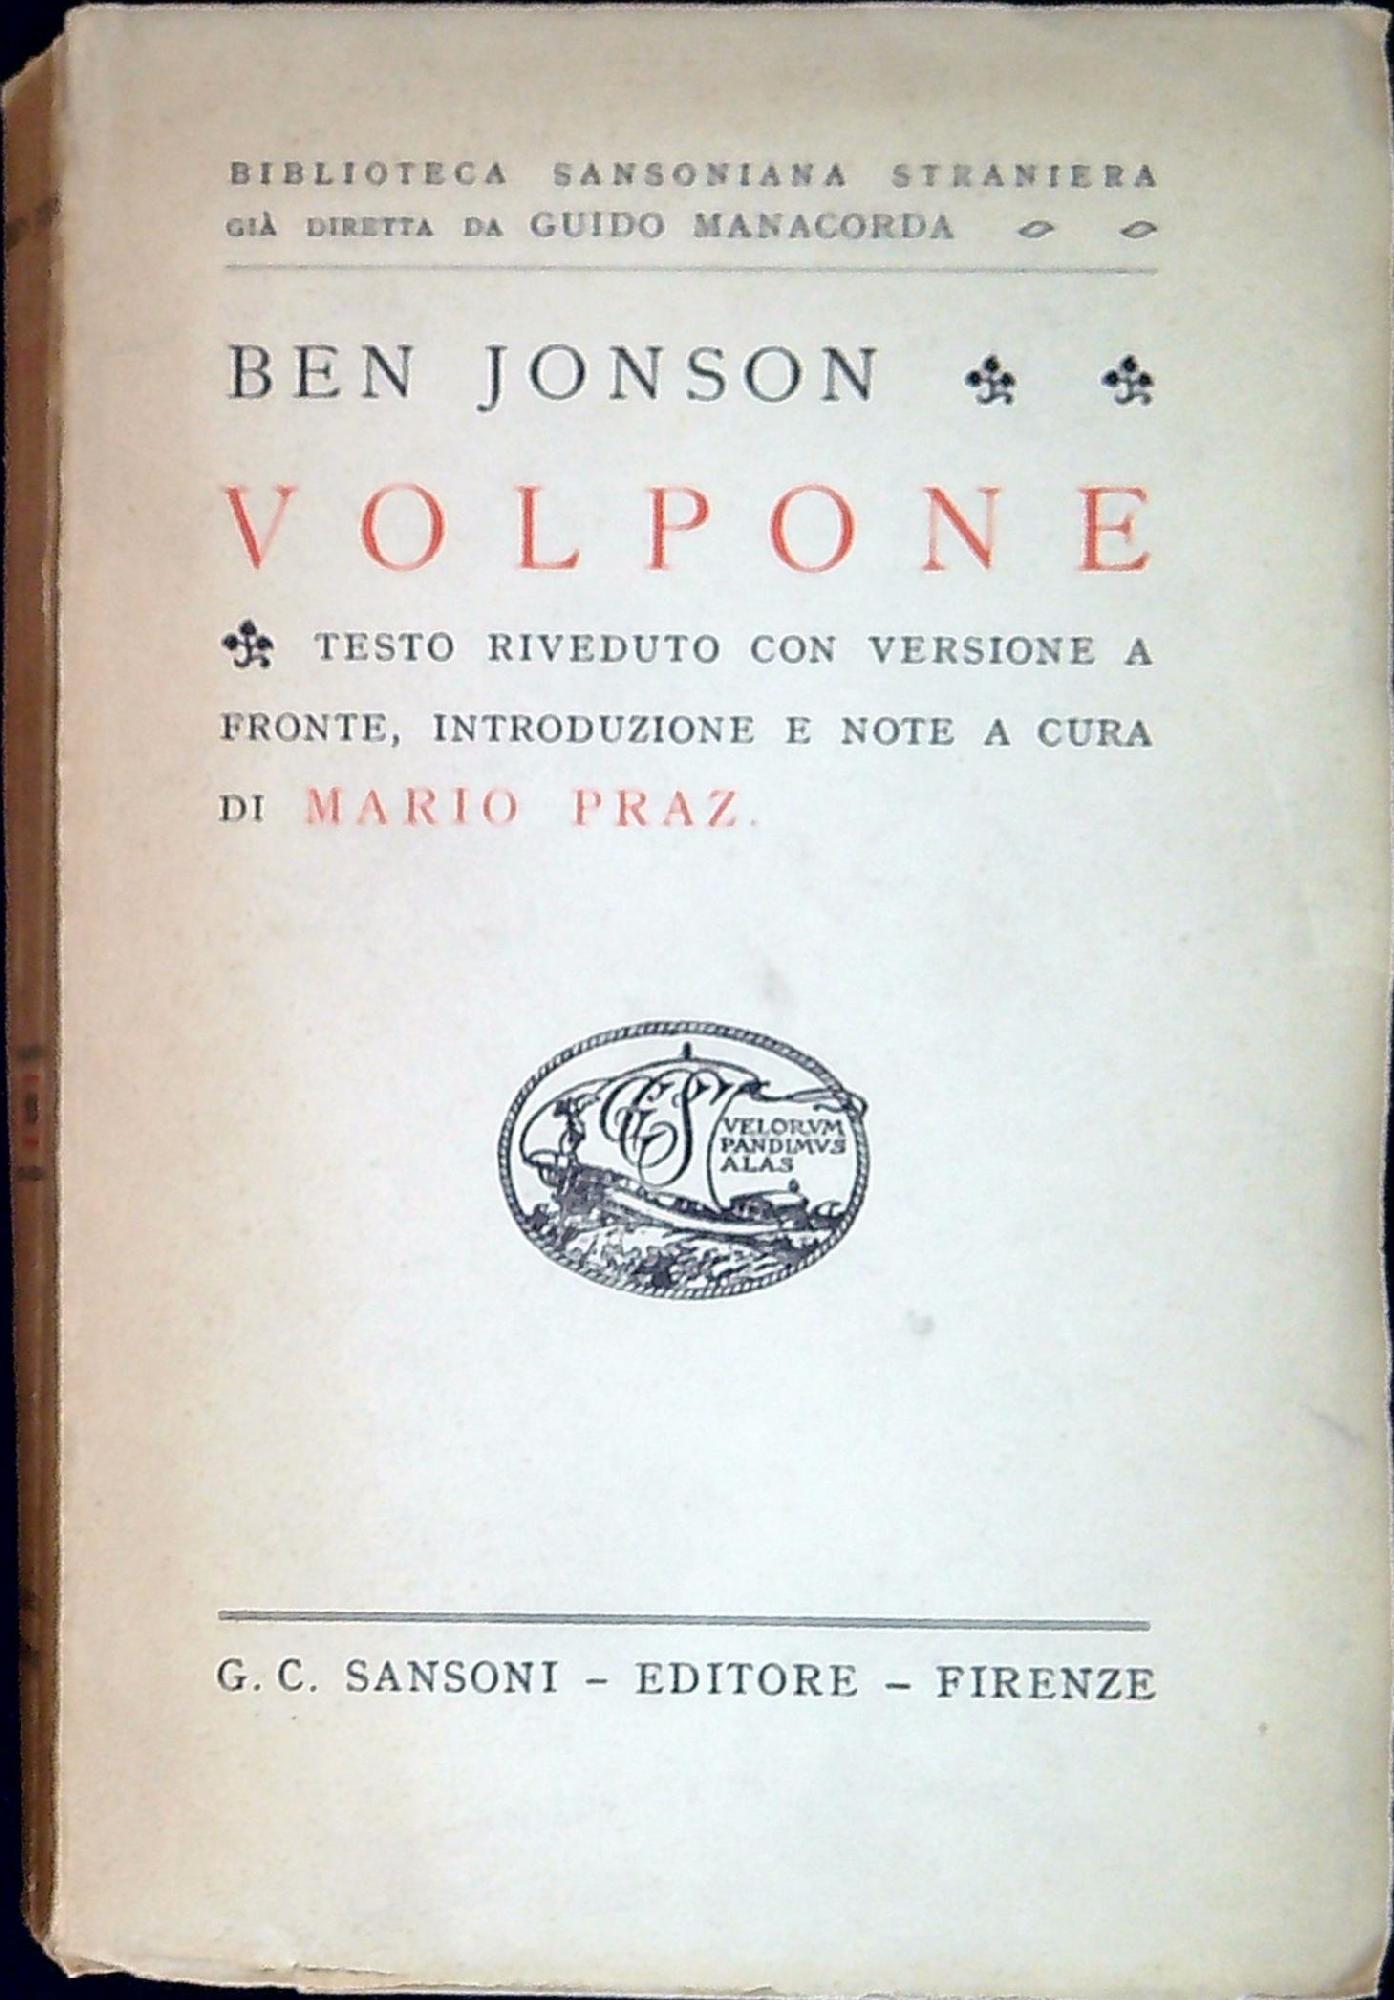 BIBLIOTECA SANSONIANA STRANIERA
GIÀ DIRETTA DA GUIDO MANACORDA
BEN JONSON
VOLPONE
TESTO RIVEDUTO CON VERSIONE A
FRONTE, INTRODUZIONE E NOTE A CURA
DI MARIO PRAZ.
GCS
VELORVM
PANDIMVS
ALAS
G. C. SANSONI – EDITORE – FIRENZE